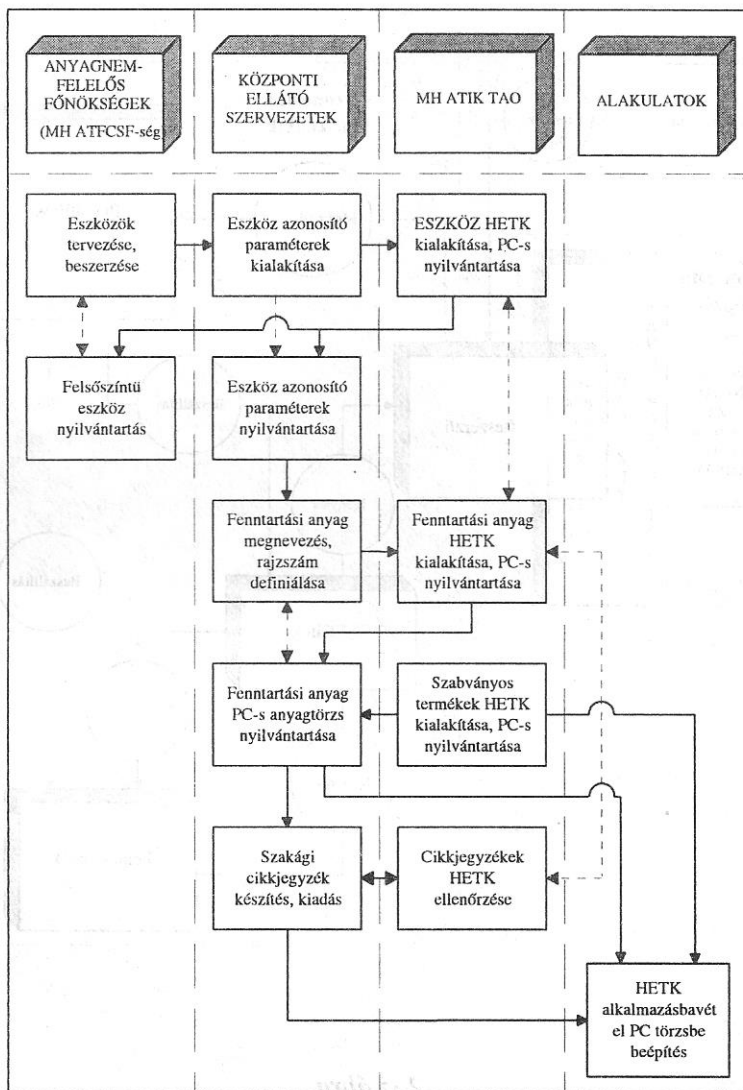 ANYAGNEM-
FELELŐS
FŐNÖKSÉGEK
(MH ATFCSF-ség)
KÖZPONTI
ELLÁTÓ
SZERVEZETEK
MH ATIK TAO
ALAKULATOK
Eszközök
tervezése,
beszerzése
Eszköz azonosító
paraméterek
kialakítása
ESZKÖZ HETK
kialakítása, PC-s
nyilvántartása
Felsőszíntü
eszköz
nyilvántartás
Eszköz azonosító
paraméterek
nyilvántartása
Fenntartási anyag
megnevezés,
rajzszám
definiálása
Fenntartási anyag
HETK
kialakítása, PC-s
nyilvántartása
Fenntartási anyag
PC-s anyagtörzs
nyilvántartása
Szabványos
termékek HETK
kialakítása, PC-s
nyilvántartása
Szakági
cikkjegyzék
készítés, kiadás
Cikkjegyzékek
HETK
ellenőrzése
HETK
alkalmazásbavét
el PC törzsbe
beépítés